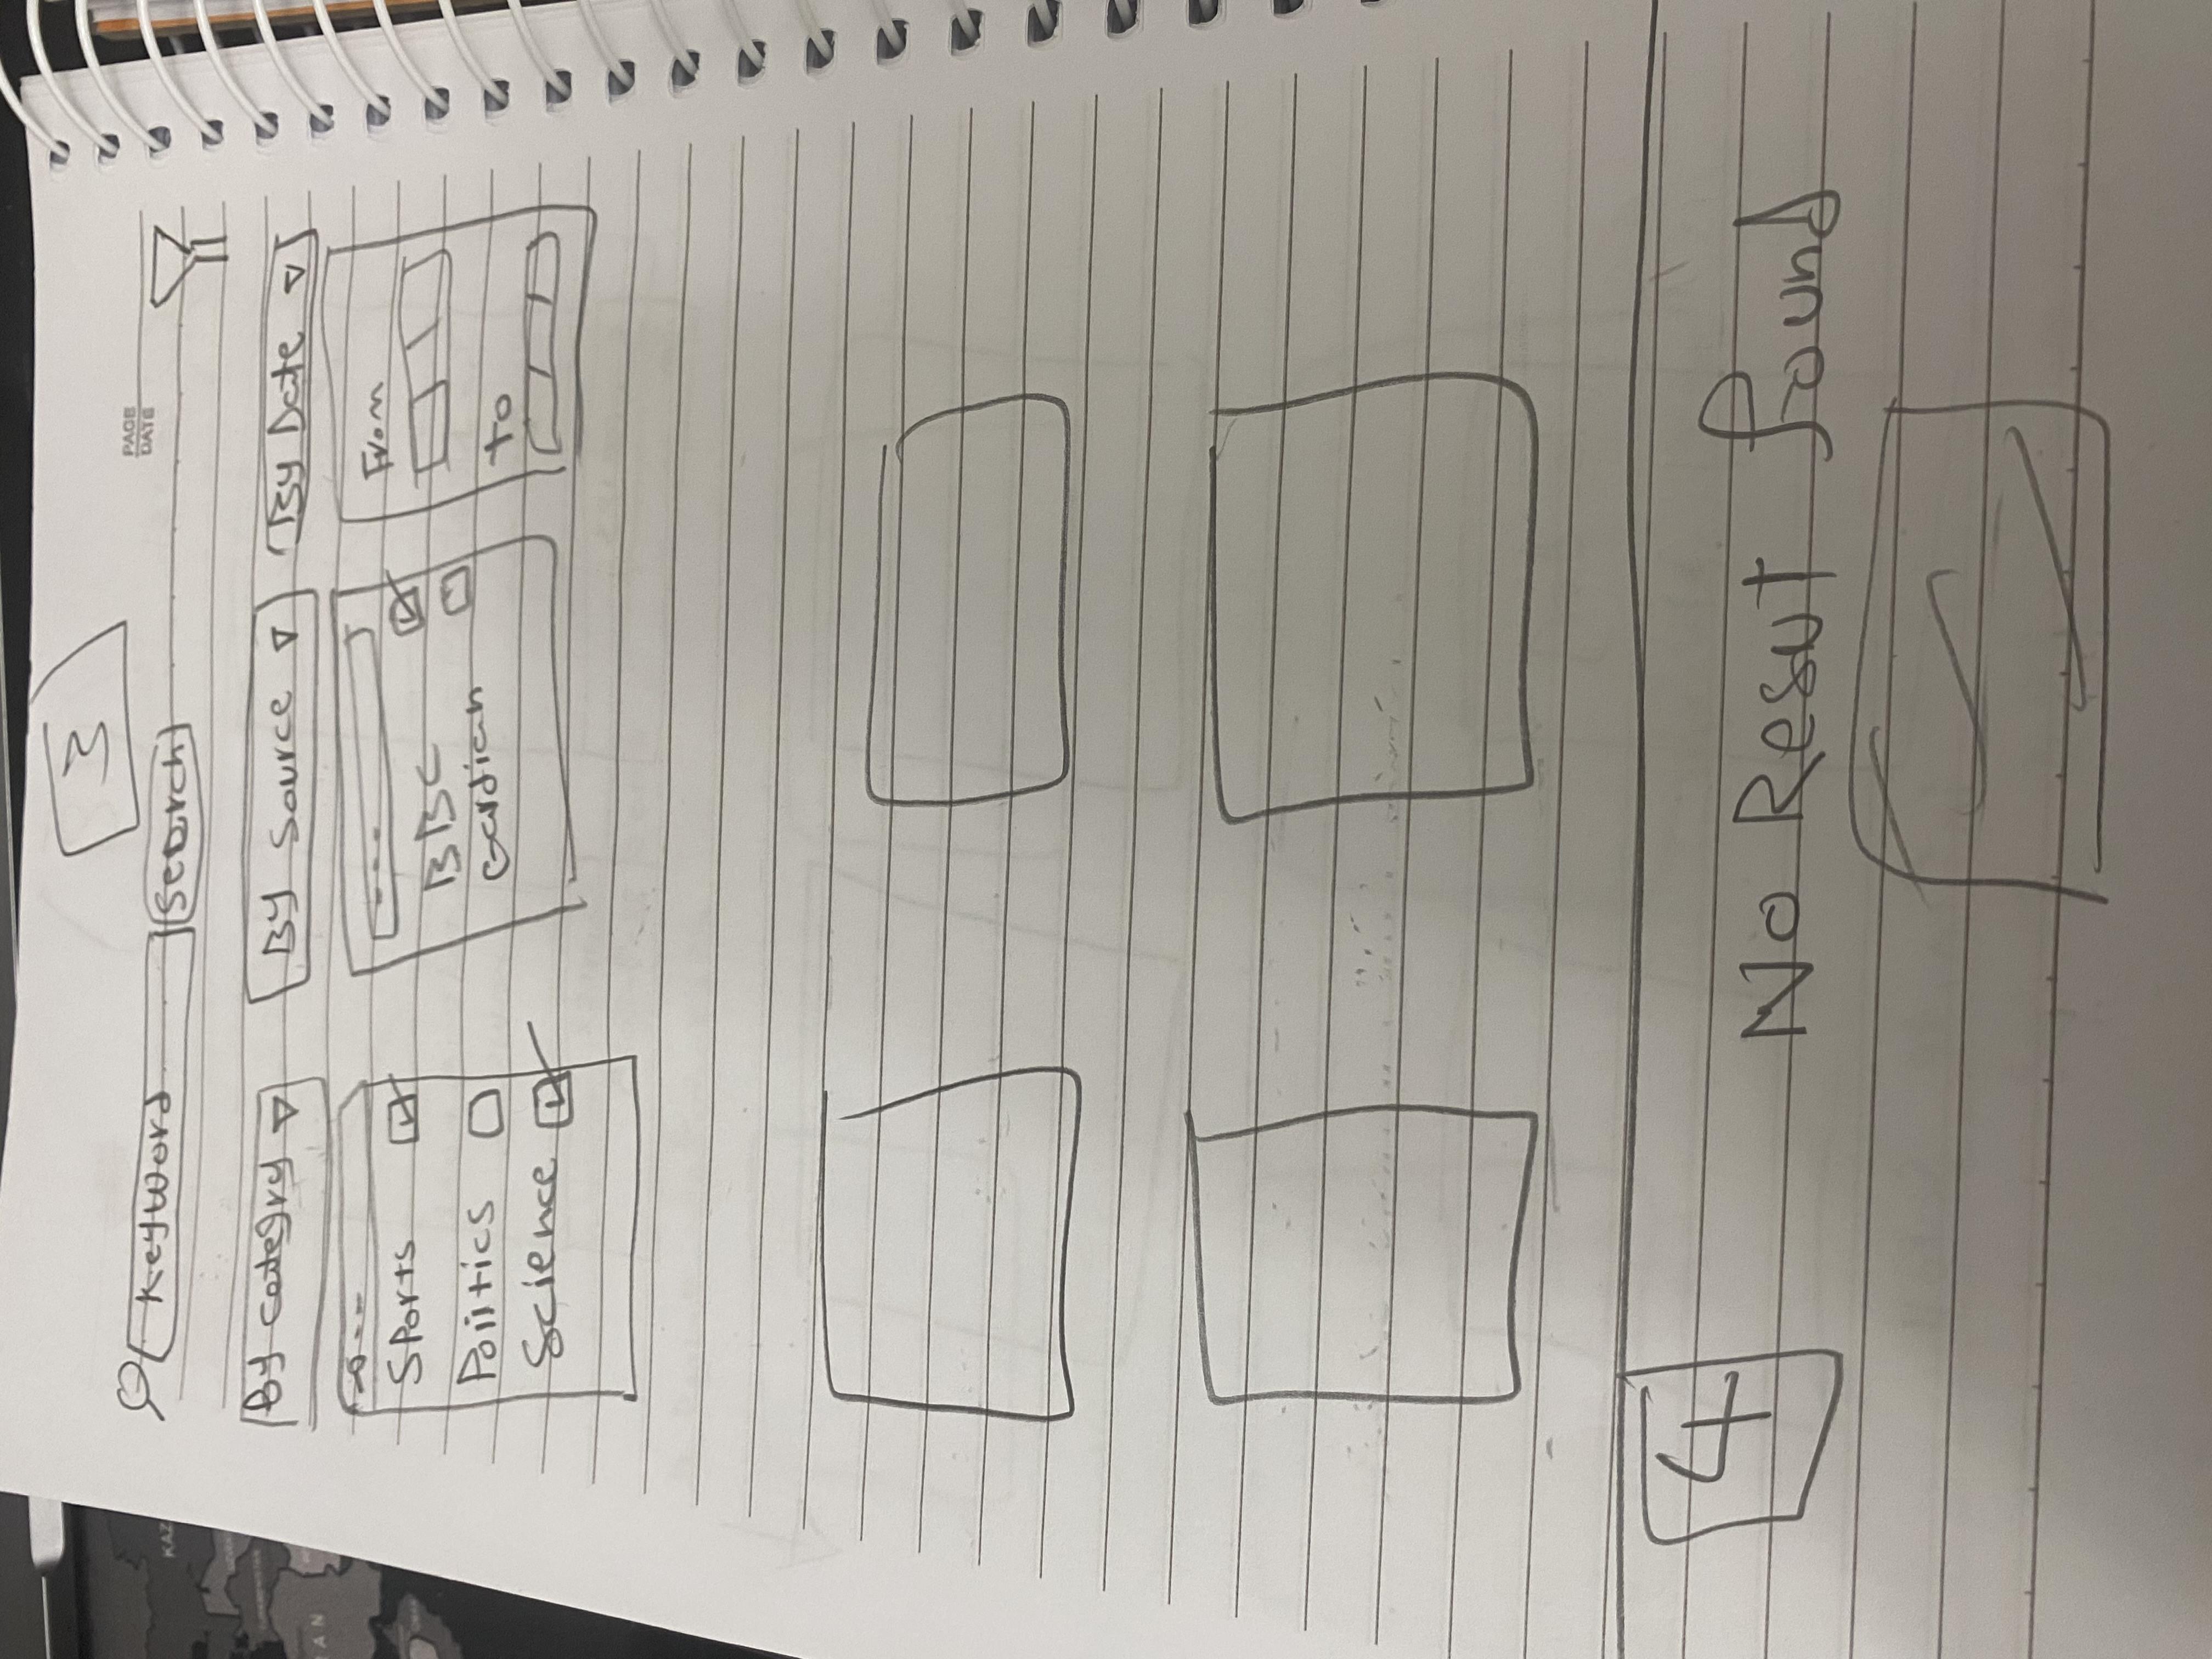 3
PAGE
DATE
Keyword Search
By Categry By Source By Date
Sports
Politics
Science
BBC
Gardian
From
To
4
No Result found